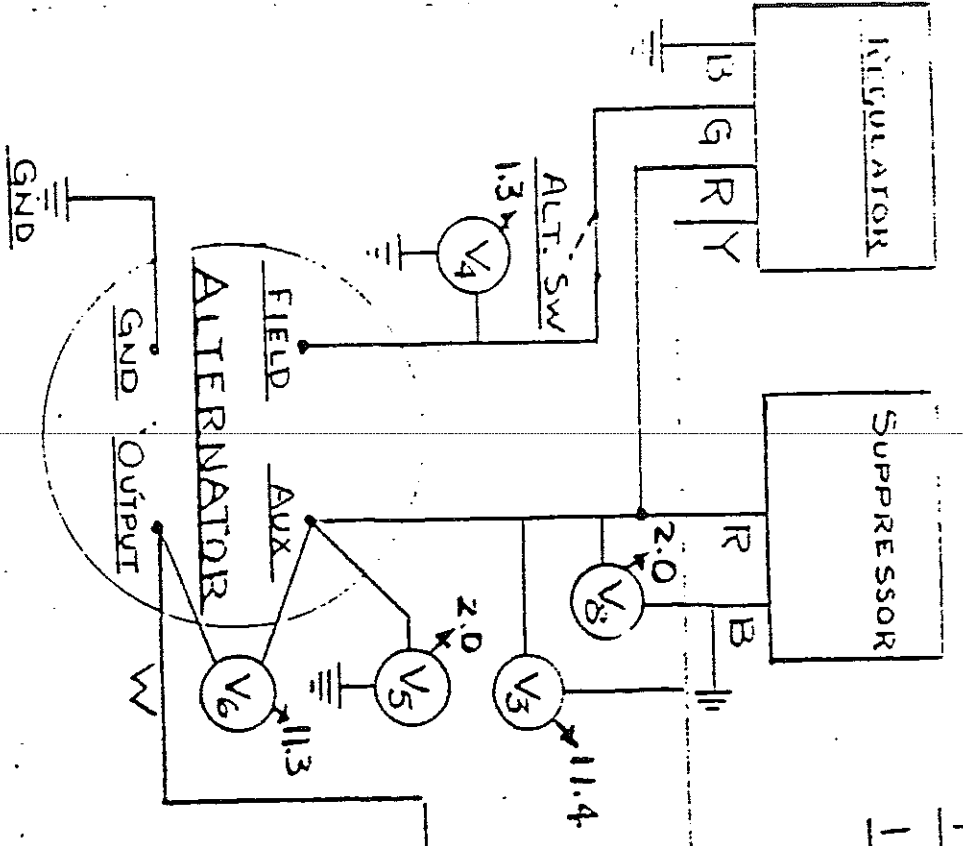 REGULATOR
B
G
R
Y
SUPPRESSOR
R
B
ALT. SW
V4
1.3
V8
2.0
V3
11.4
V5
2.0
V6
11.3
FIELD
AUX
ALTERNATOR
GND
OUTPUT
GND
W